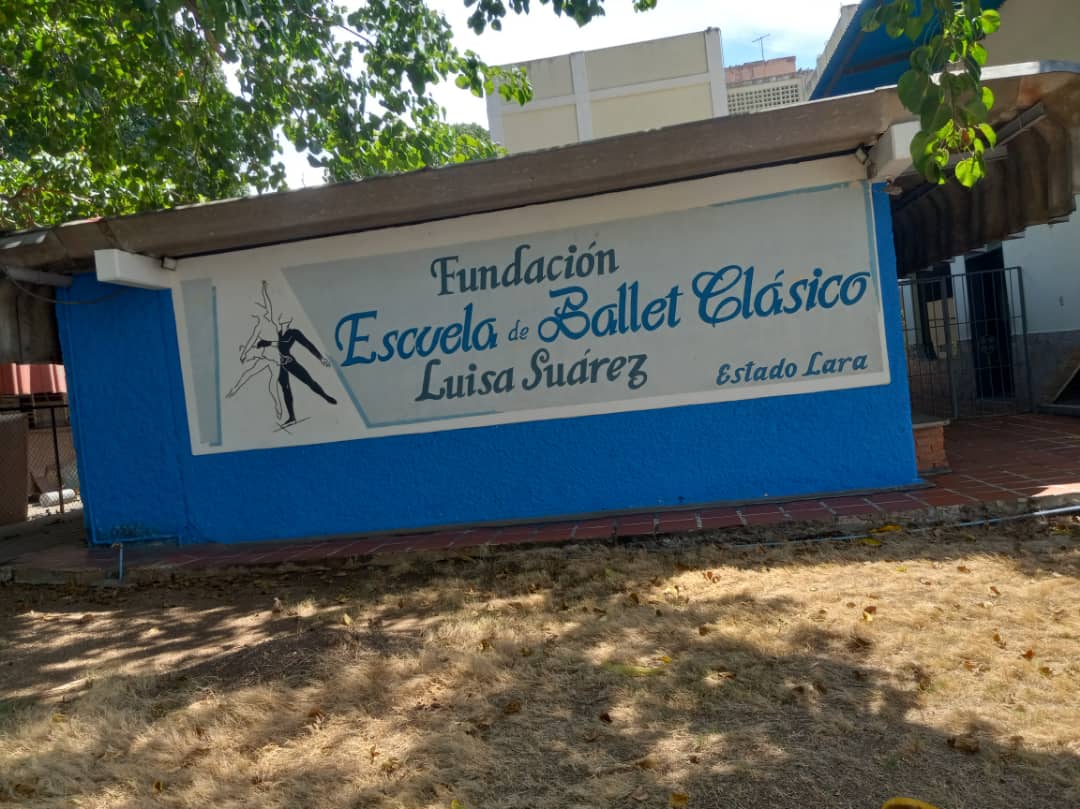 Fundación
Escuela de Ballet Clásico
Luisa Suárez
Estado Lara